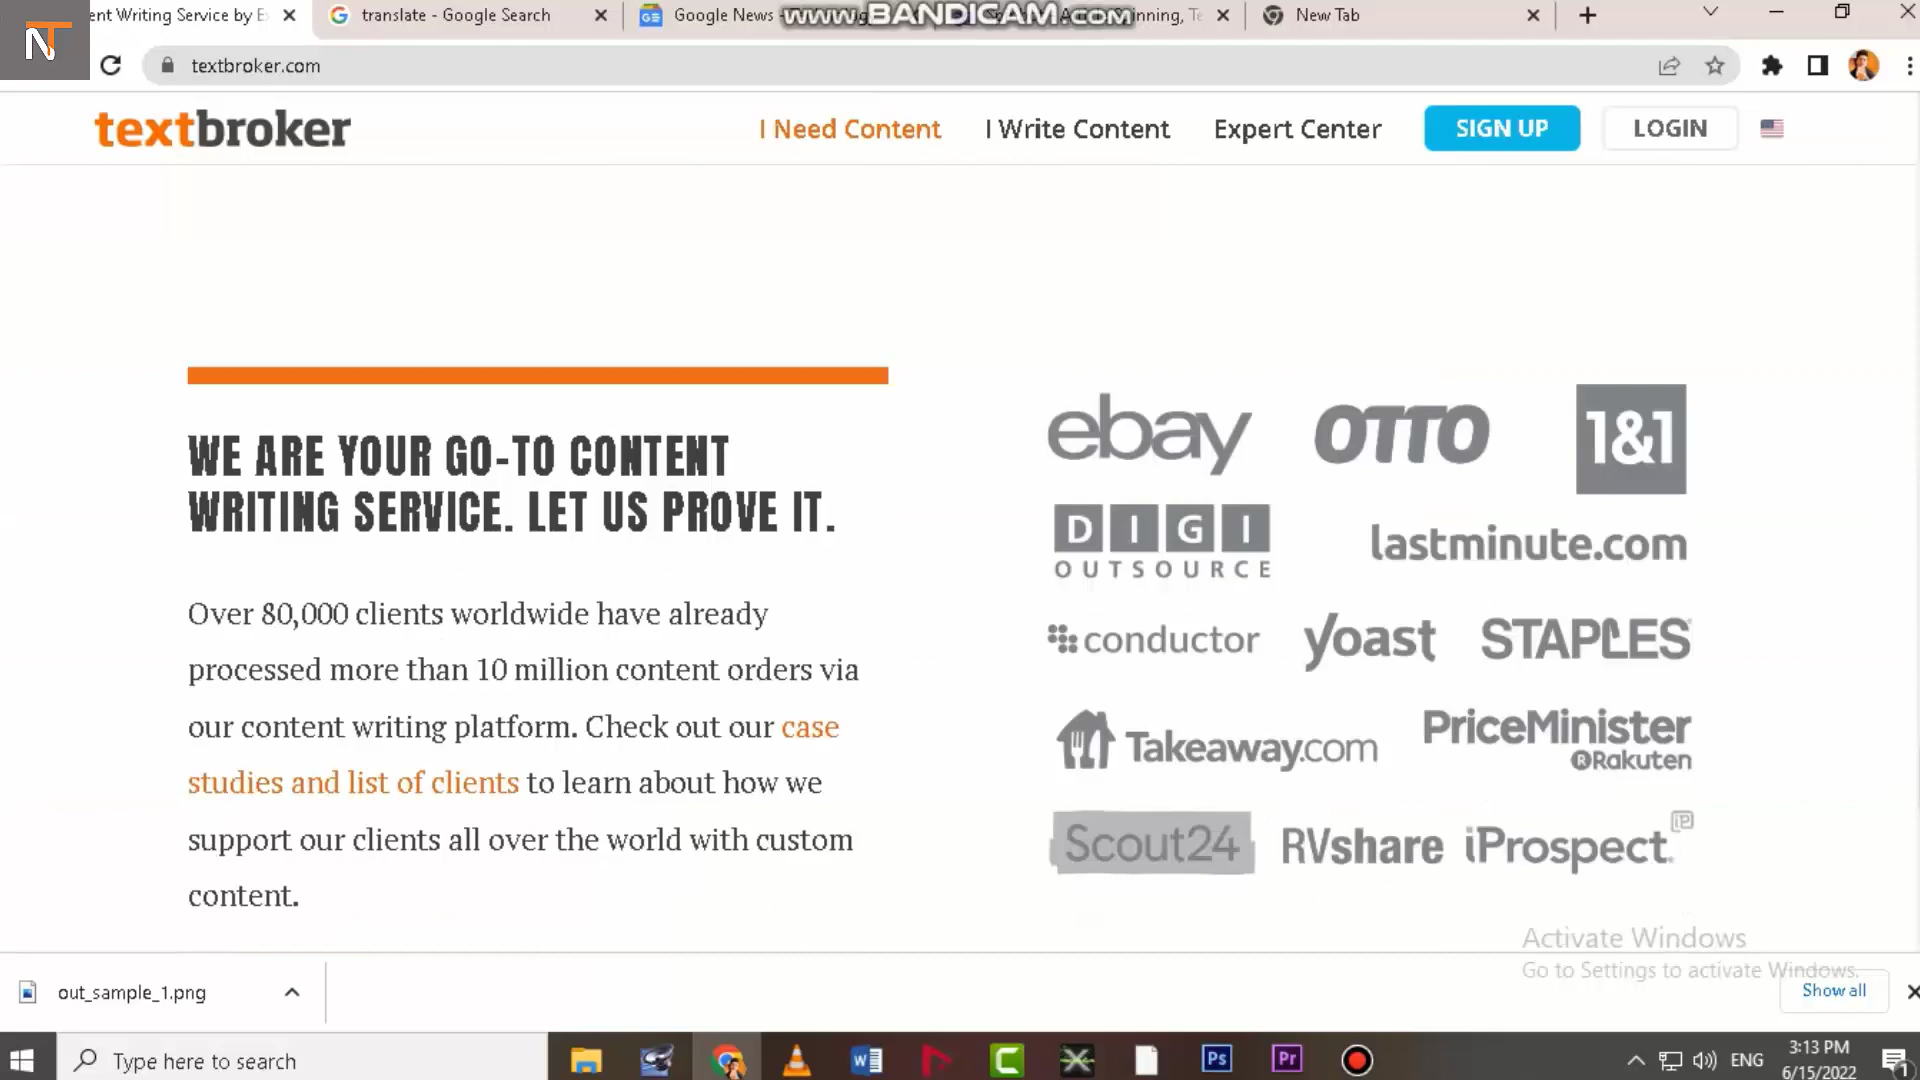 ent Writing Service by E
translate - Google Search
Google News -
www.BANDICAM.com
inning, Te
New Tab
NT
textbroker.com
textbroker
I Need Content
I Write Content
Expert Center
SIGN UP
LOGIN
WE ARE YOUR GO-TO CONTENT
WRITING SERVICE. LET US PROVE IT.
Over 80,000 clients worldwide have already
processed more than 10 million content orders via
our content writing platform. Check out our case
studies and list of clients to learn about how we
support our clients all over the world with custom
content.
ebay
OTTO
1&1
DIGI
OUTSOURCE
lastminute.com
conductor
yoast
STAPLES
Takeaway.com
PriceMinister
Rakuten
Scout24
RVshare
iProspect
Activate Windows
Go to Settings to activate Windows.
out_sample_1.png
Show all
Type here to search
Ps
Pr
ENG
3:13 PM
6/15/2022
1